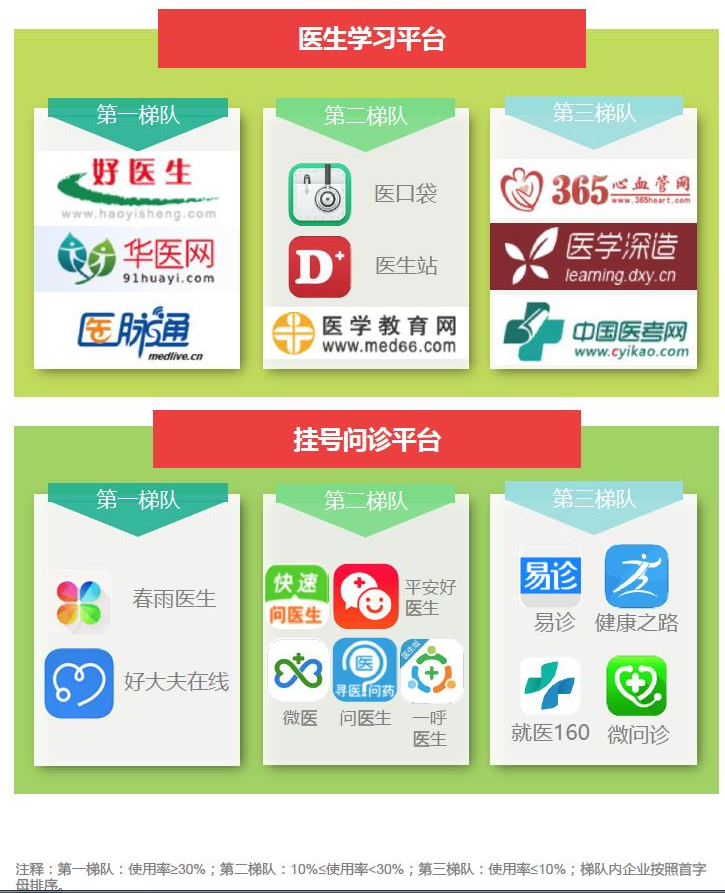 医生学习平台
第一梯队
第二梯队
第三梯队
好医生
www.haoyisheng.com
华医网
91huayi.com
医脉通
medlive.cn
医口袋
D+
医生站
医学教育网
www.med66.com
365心血管网
www.365heart.com
医学深造
learning.dxy.cn
中国医考网
www.cyikao.com
挂号问诊平台
第一梯队
第二梯队
第三梯队
春雨医生
好大夫在线
快速
问医生
平安好
医生
微医
医
寻医问药
问医生
医生版
一呼
医生
易诊
易诊
健康之路
就医160
微问诊
注释：第一梯队：使用率≥30%；第二梯队：10%≤使用率<30%；第三梯队：使用率≤10%；梯队内企业按照首字
母排序。